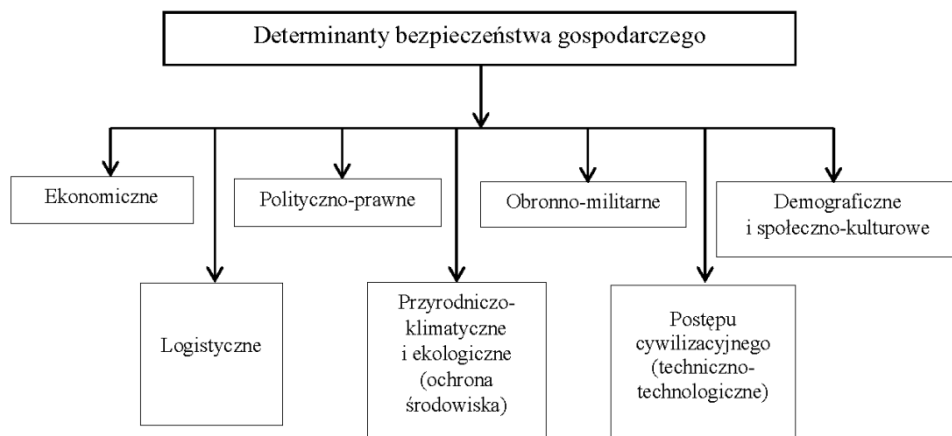 Determinanty bezpieczeństwa gospodarczego
Ekonomiczne
Polityczno-prawne
Obronno-militarne
Demograficzne
i społeczno-kulturowe
Logistyczne
Przyrodniczo-
klimatyczne
i ekologiczne
(ochrona
środowiska)
Postępu
cywilizacyjnego
(techniczno-
technologiczne)